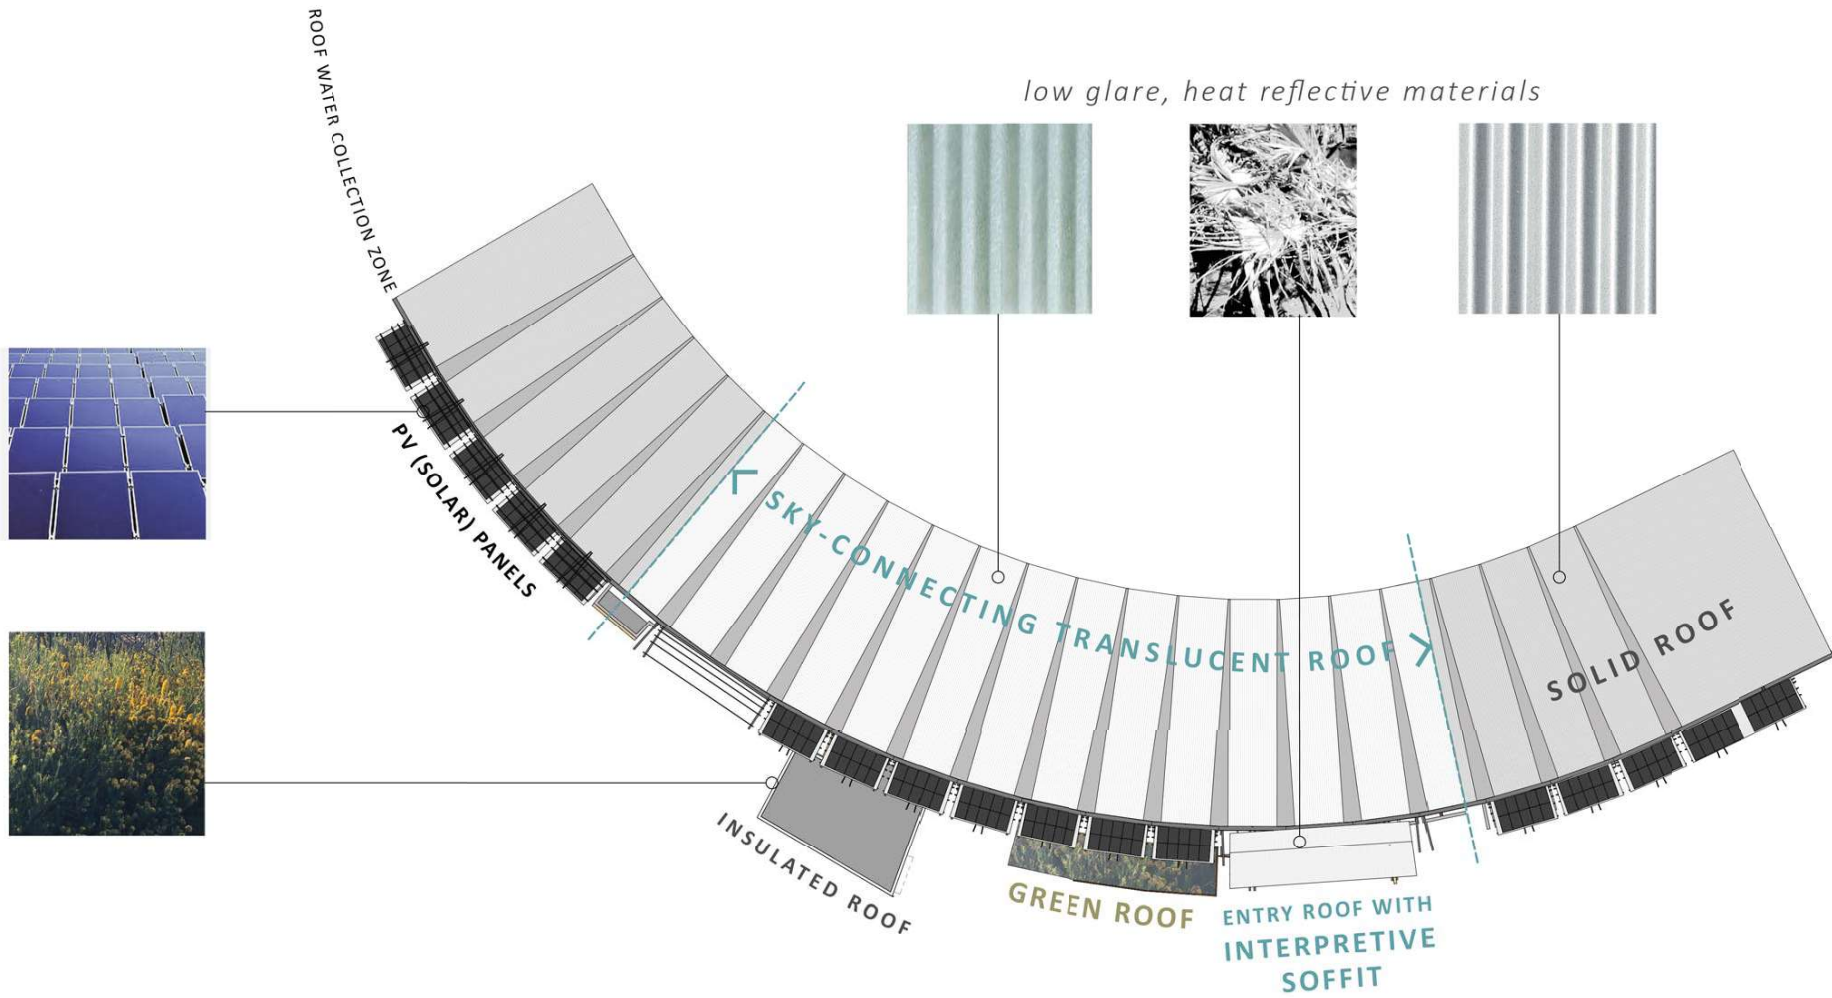 ROOF WATER COLLECTION ZONE
low glare, heat reflective materials
PV (SOLAR) PANELS
SKY-CONNECTING TRANSLUCENT ROOF
SOLID ROOF
INSULATED ROOF
GREEN ROOF
ENTRY ROOF WITH
INTERPRETIVE
SOFFIT